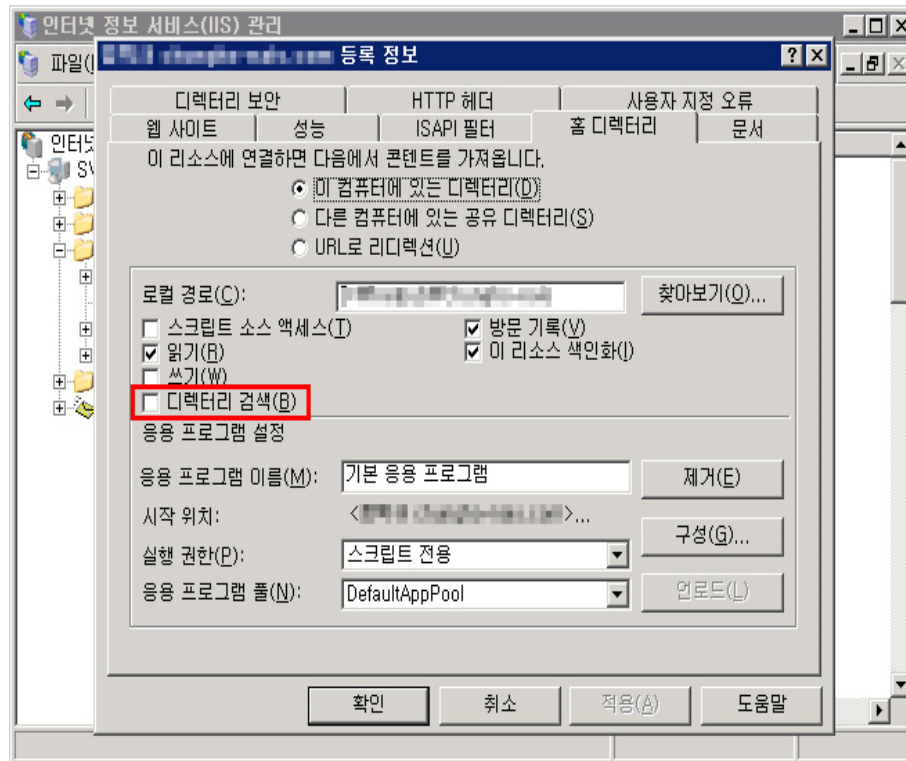 인터넷 정보 서비스(IIS) 관리
파일(
등록 정보
디렉터리 보안 HTTP 헤더 사용자 지정 오류
웹 사이트 성능 ISAPI 필터 홈 디렉터리 문서
인터넷
이 리소스에 연결하면 다음에서 콘텐트를 가져옵니다.
이 컴퓨터에 있는 디렉터리(D)
다른 컴퓨터에 있는 공유 디렉터리(S)
URL로 리디렉션(U)
로컬 경로(C): 찾아보기(O)...
스크립트 소스 액세스(T) 방문 기록(V)
읽기(R) 이 리소스 색인화(I)
쓰기(W)
디렉터리 검색(B)
응용 프로그램 설정
응용 프로그램 이름(M): 기본 응용 프로그램 제거(E)
시작 위치: < >...
구성(G)...
실행 권한(P): 스크립트 전용
응용 프로그램 풀(N): DefaultAppPool 언로드(L)
확인 취소 적용(A) 도움말